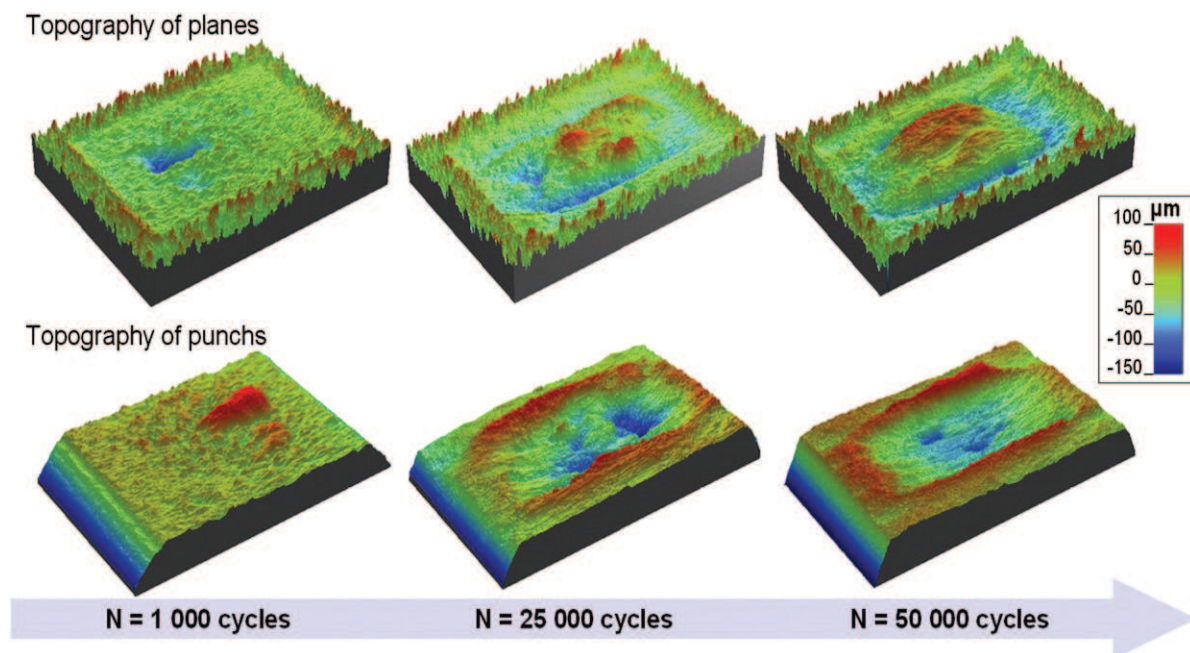 Topography of planes
µm
100
50
0
-50
-100
-150
Topography of punchs
N = 1 000 cycles
N = 25 000 cycles
N = 50 000 cycles